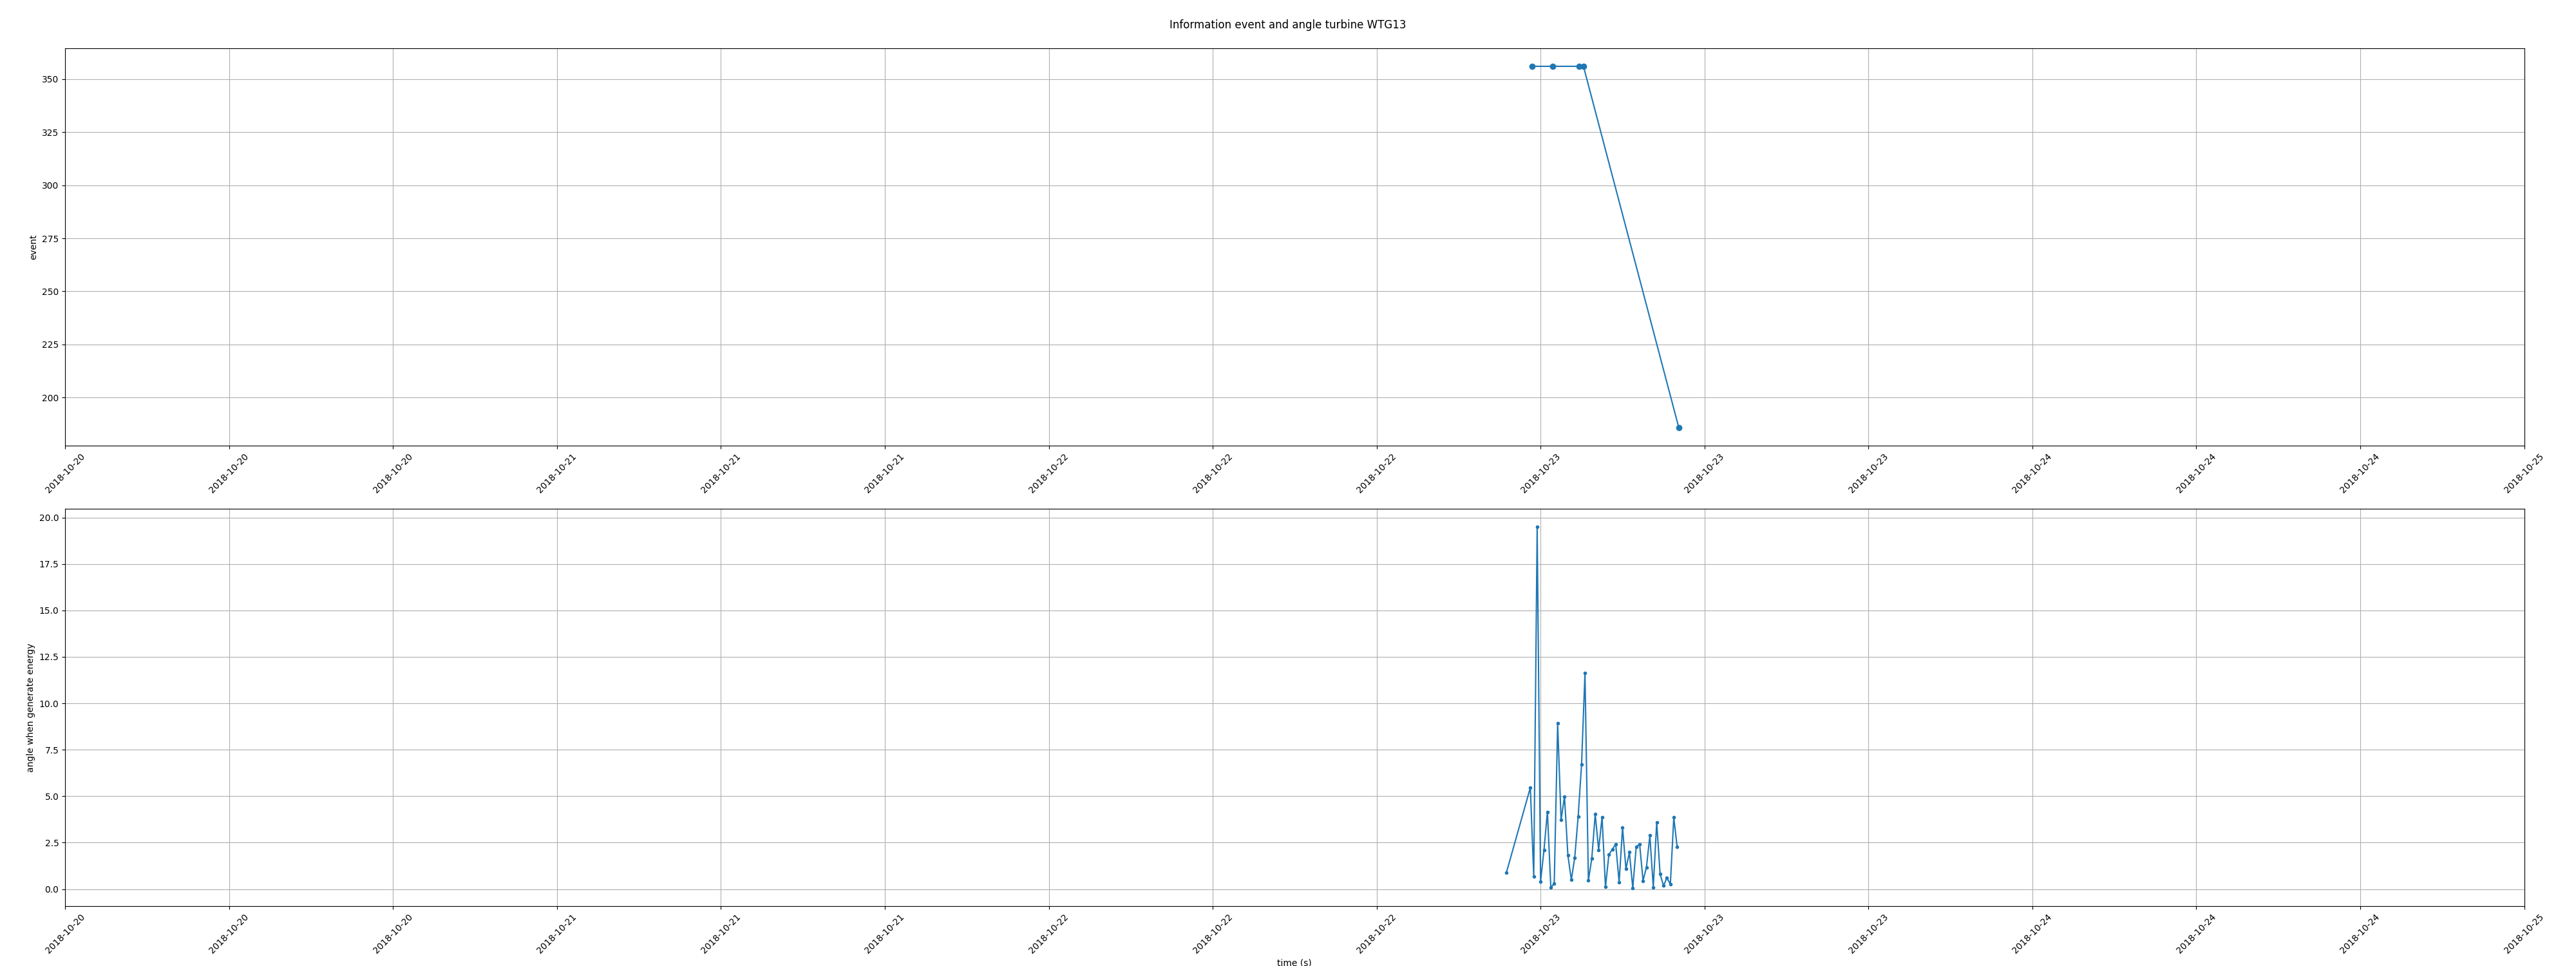 Information event and angle turbine WTG13
350
325
300
275
250
225
200
event
2018-10-20 2018-10-20 2018-10-20 2018-10-21 2018-10-21 2018-10-21 2018-10-22 2018-10-22 2018-10-22 2018-10-23 2018-10-23 2018-10-23 2018-10-24 2018-10-24 2018-10-24 2018-10-25
20.0
17.5
15.0
12.5
10.0
7.5
5.0
2.5
0.0
angle when generate energy
2018-10-20 2018-10-20 2018-10-20 2018-10-21 2018-10-21 2018-10-21 2018-10-22 2018-10-22 2018-10-22 2018-10-23 2018-10-23 2018-10-23 2018-10-24 2018-10-24 2018-10-24 2018-10-25
time (s)